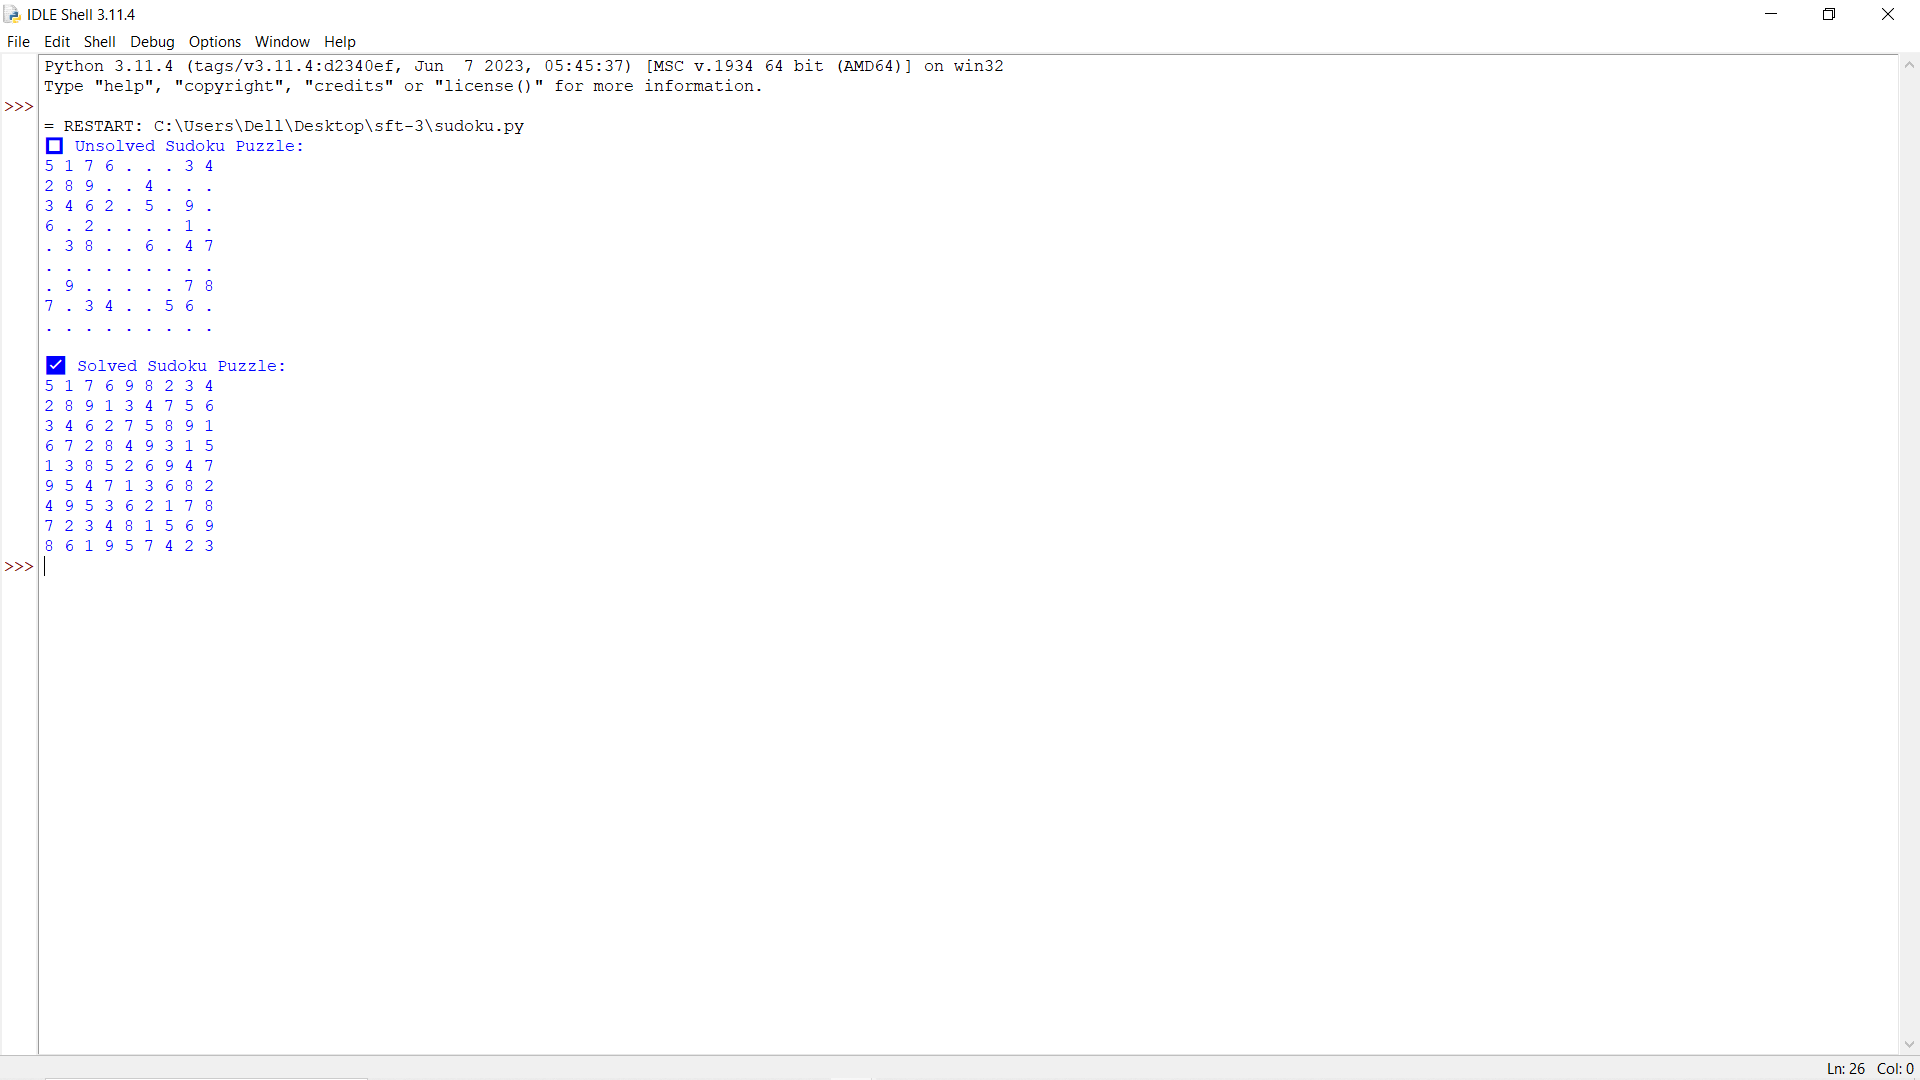 IDLE Shell 3.11.4
File Edit Shell Debug Options Window Help
Python 3.11.4 (tags/v3.11.4:d2340ef, Jun  7 2023, 05:45:37) [MSC v.1934 64 bit (AMD64)] on win32
Type "help", "copyright", "credits" or "license()" for more information.
>>>
= RESTART: C:\Users\Dell\Desktop\sft-3\sudoku.py
Unsolved Sudoku Puzzle:
5 1 7 6 . . . 3 4
2 8 9 . . 4 . . .
3 4 6 2 . 5 . 9 .
6 . 2 . . . . 1 .
. 3 8 . . 6 . 4 7
. . . . . . . . .
. 9 . . . . . 7 8
7 . 3 4 . . 5 6 .
. . . . . . . . .
Solved Sudoku Puzzle:
5 1 7 6 9 8 2 3 4
2 8 9 1 3 4 7 5 6
3 4 6 2 7 5 8 9 1
6 7 2 8 4 9 3 1 5
1 3 8 5 2 6 9 4 7
9 5 4 7 1 3 6 8 2
4 9 5 3 6 2 1 7 8
7 2 3 4 8 1 5 6 9
8 6 1 9 5 7 4 2 3
>>>
Ln: 26 Col: 0